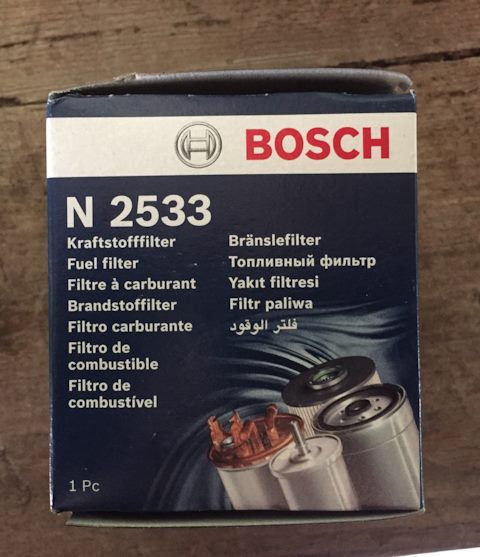 BOSCH
N 2533
Kraftstofffilter
Fuel filter
Filtre à carburant
Brandstoffilter
Filtro carburante
Filtro de
combustible
Filtro de
combustível
Bränslefilter
Топливный фильтр
Yakıt filtresi
Filtr paliwa
فلتر الوقود
1 Pc